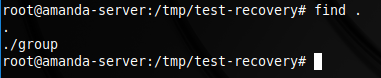 root@amanda-server:/tmp/test-recovery# find .
.
./group
root@amanda-server:/tmp/test-recovery#